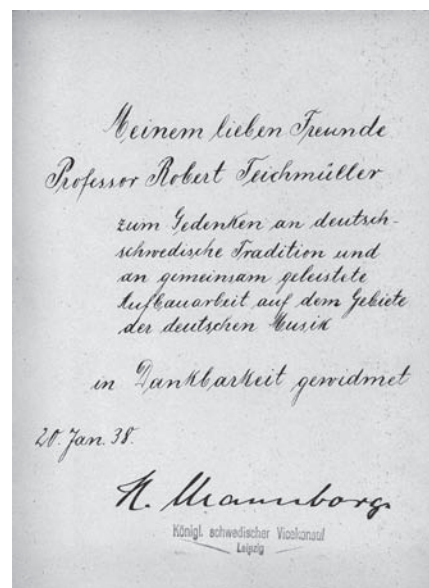 Meinem lieben Freunde
Professor Robert Teichmüller
zum Gedenken an deutsch-
schwedische Tradition und
an gemeinsam geleistete
Aufbauarbeit auf dem Gebiete
der deutschen Musik
in Dankbarkeit gewidmet
20. Jan. 38.
K. Mannborg.
Königl. schwedischer Vicekonsul
Leipzig